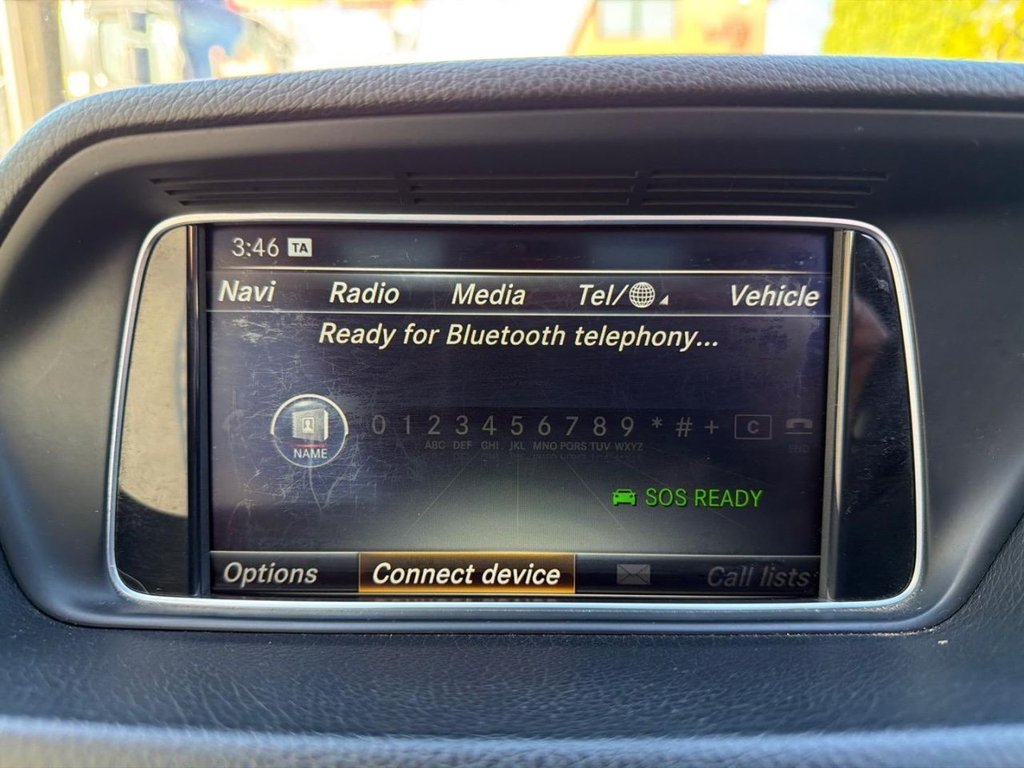 3:46 TA
Navi Radio Media Tel/ Vehicle
Ready for Bluetooth telephony...
NAME
0 1 2 3 4 5 6 7 8 9 * # + C
ABC DEF GHI JKL MNO PQRS TUV WXYZ END
SOS READY
Options Connect device Call lists